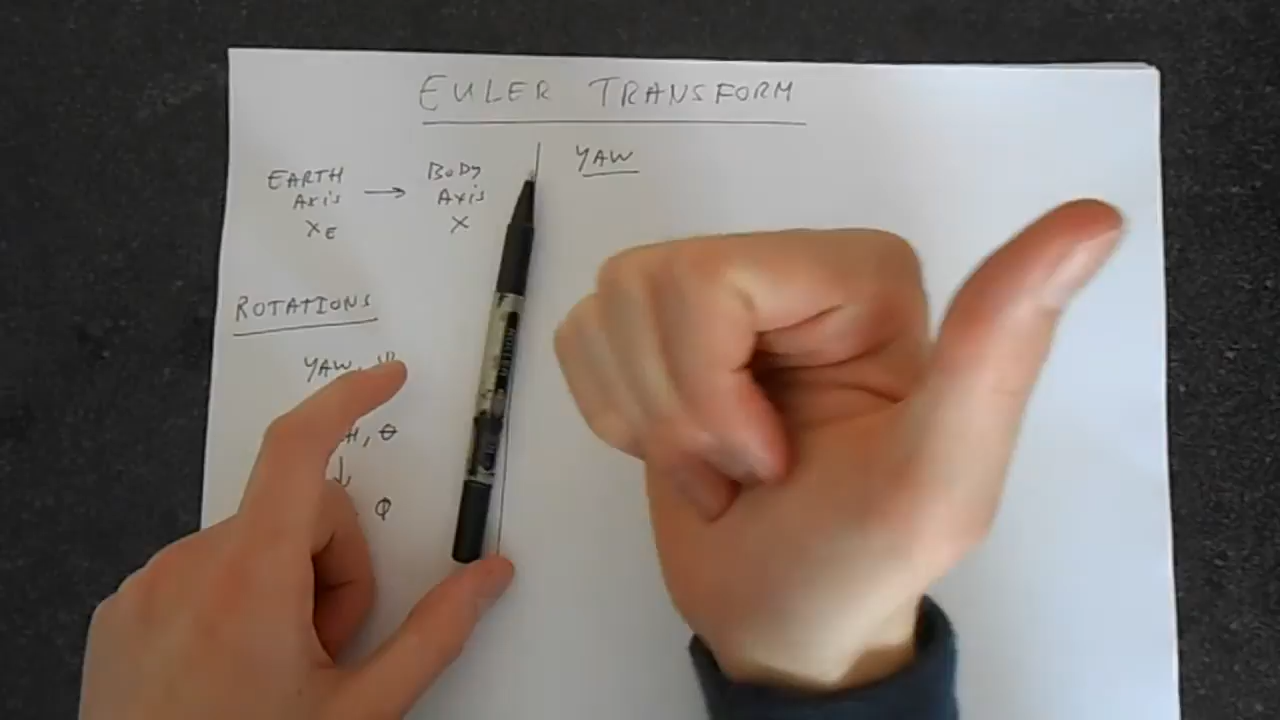 EULER TRANSFORM
EARTH
AXIS
XE
→
BODY
AXIS
X
YAW
ROTATIONS
YAW, ψ
H, θ
↓
Φ